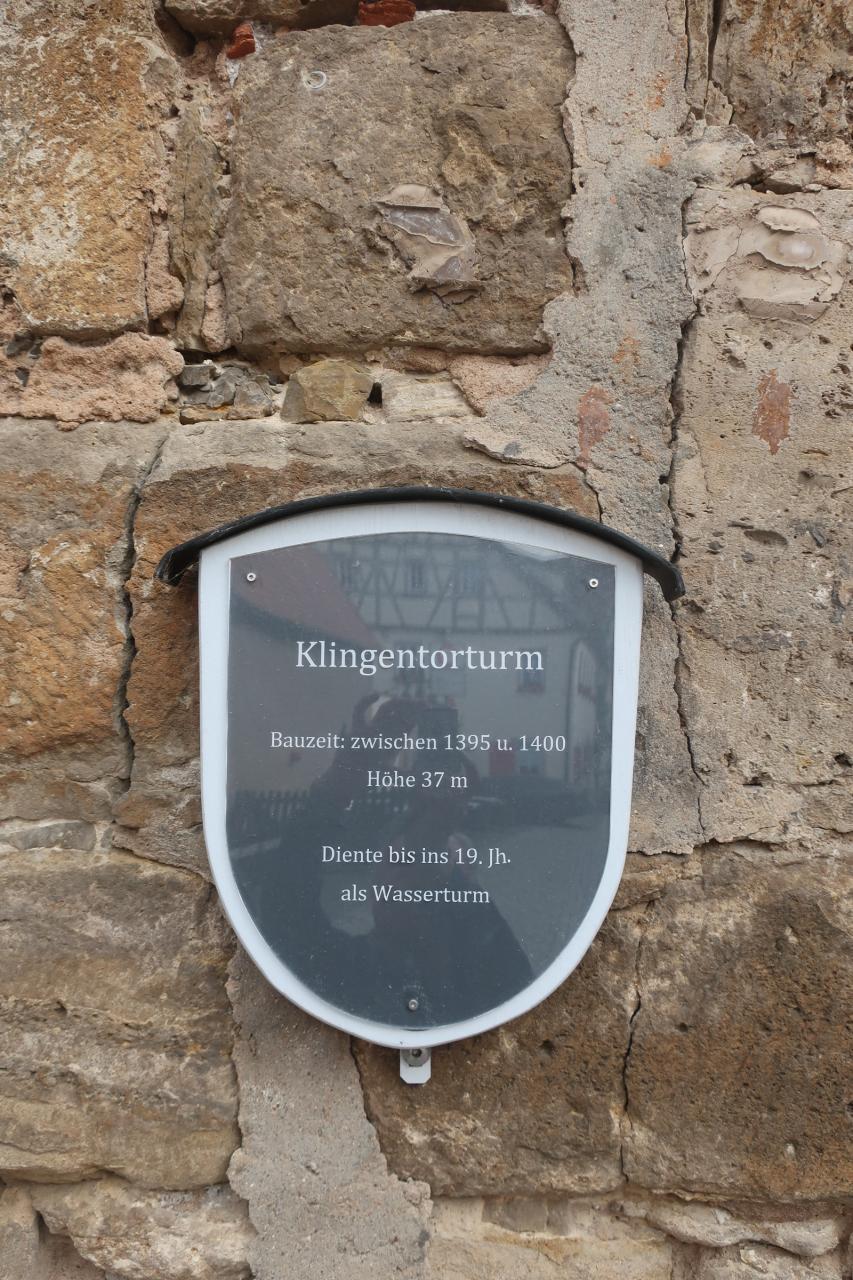 Klingentorturm
Bauzeit: zwischen 1395 u. 1400
Höhe 37 m
Diente bis ins 19. Jh.
als Wasserturm